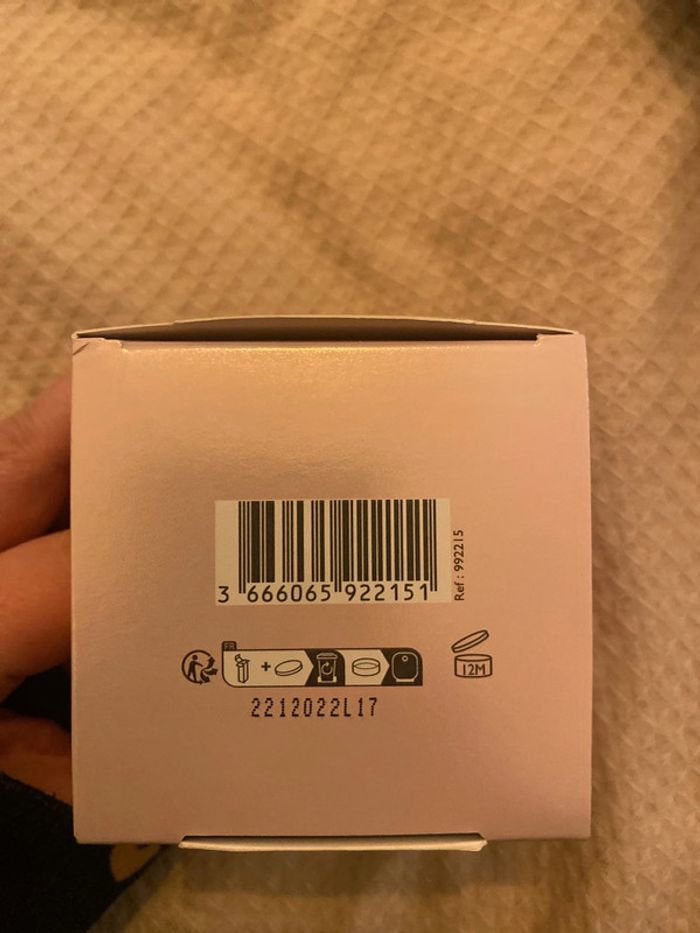 3 666065 922151
Ref : 992215
FR
+
12M
2212022L17